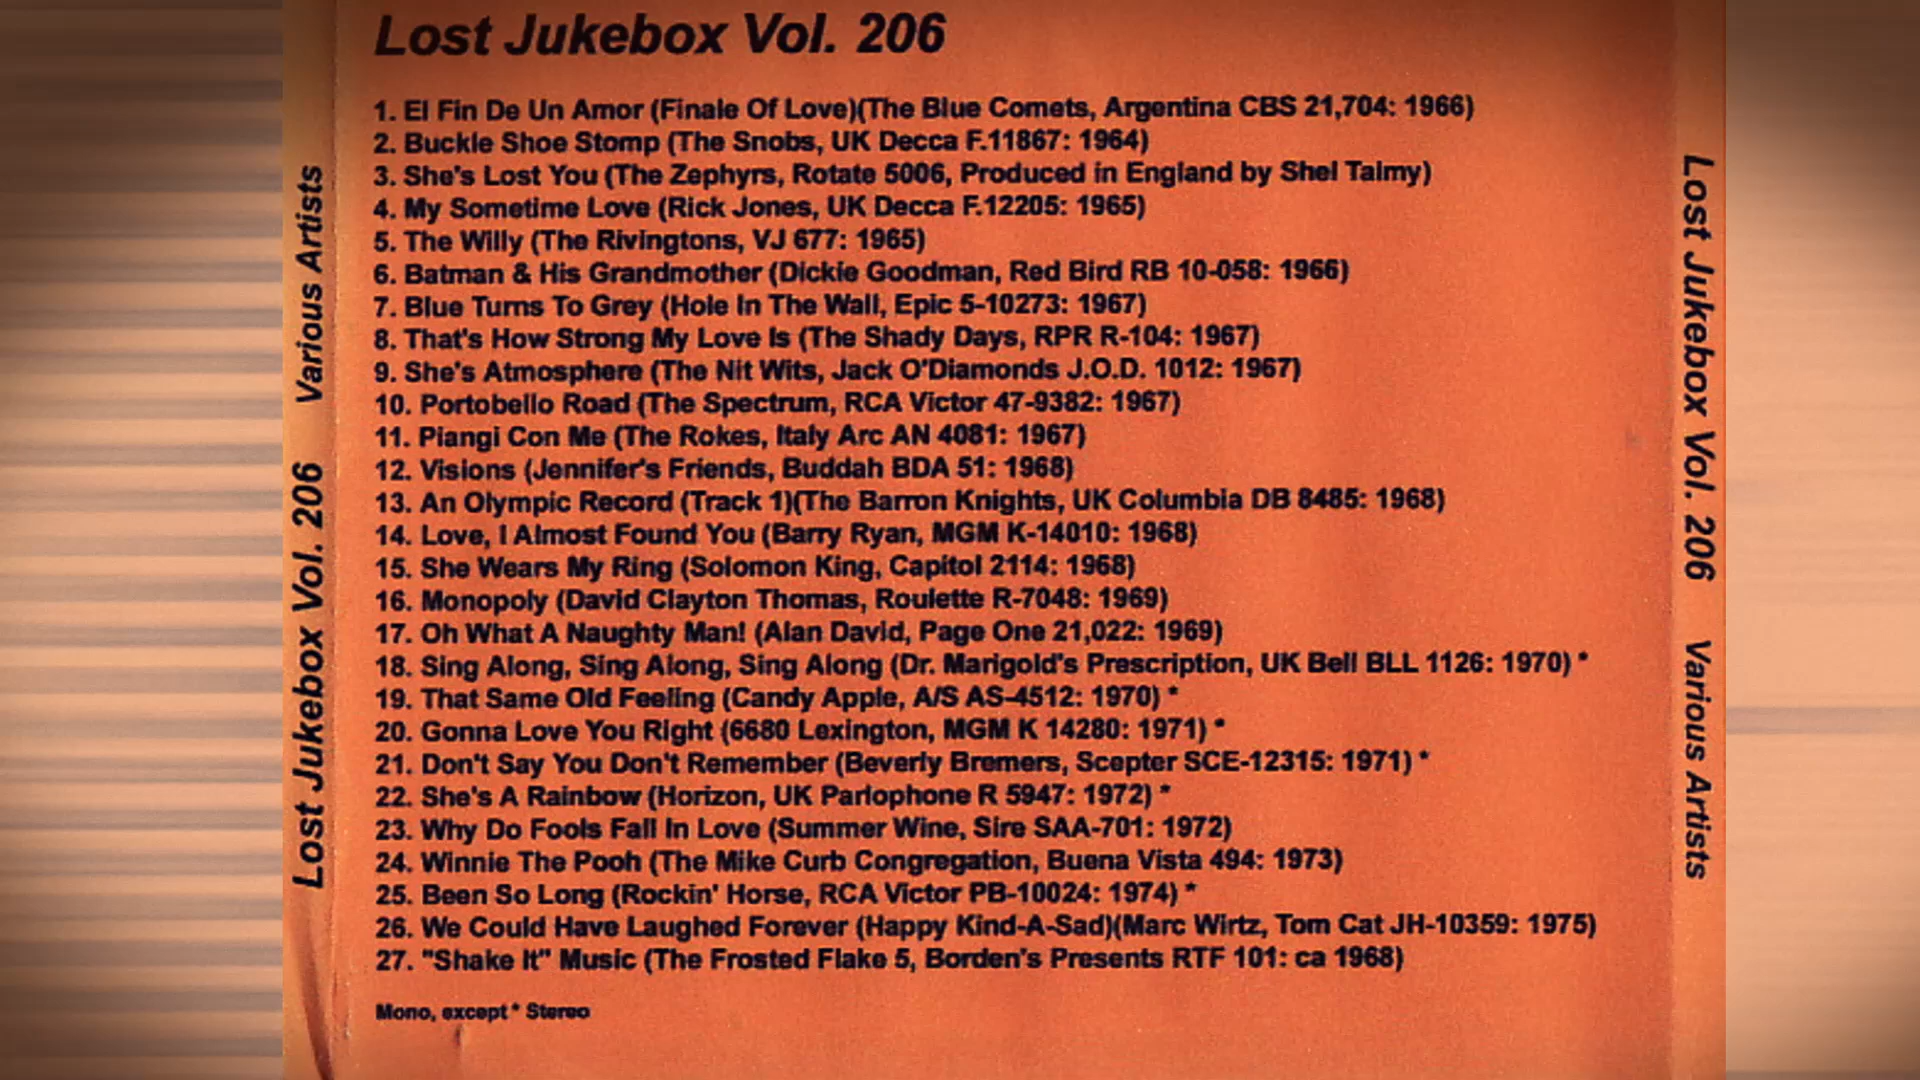 Lost Jukebox Vol. 206
1. El Fin De Un Amor (Finale Of Love)(The Blue Comets, Argentina CBS 21,704: 1966)
2. Buckle Shoe Stomp (The Snobs, UK Decca F.11867: 1964)
3. She's Lost You (The Zephyrs, Rotate 5006, Produced in England by Shel Talmy)
4. My Sometime Love (Rick Jones, UK Decca F.12205: 1965)
5. The Willy (The Rivingtons, VJ 677: 1965)
6. Batman & His Grandmother (Dickie Goodman, Red Bird RB 10-058: 1966)
7. Blue Turns To Grey (Hole In The Wall, Epic 5-10273: 1967)
8. That's How Strong My Love Is (The Shady Days, RPR R-104: 1967)
9. She's Atmosphere (The Nit Wits, Jack O'Diamonds J.O.D. 1012: 1967)
10. Portobello Road (The Spectrum, RCA Victor 47-9382: 1967)
11. Piangi Con Me (The Rokes, Italy Arc AN 4081: 1967)
12. Visions (Jennifer's Friends, Buddah BDA 51: 1968)
13. An Olympic Record (Track 1)(The Barron Knights, UK Columbia DB 8485: 1968)
14. Love, I Almost Found You (Barry Ryan, MGM K-14010: 1968)
15. She Wears My Ring (Solomon King, Capitol 2114: 1968)
16. Monopoly (David Clayton Thomas, Roulette R-7048: 1969)
17. Oh What A Naughty Man! (Alan David, Page One 21,022: 1969)
18. Sing Along, Sing Along, Sing Along (Dr. Marigold's Prescription, UK Bell BLL 1126: 1970) *
19. That Same Old Feeling (Candy Apple, A/S AS-4512: 1970) *
20. Gonna Love You Right (6680 Lexington, MGM K 14280: 1971) *
21. Don't Say You Don't Remember (Beverly Bremers, Scepter SCE-12315: 1971) *
22. She's A Rainbow (Horizon, UK Parlophone R 5947: 1972) *
23. Why Do Fools Fall In Love (Summer Wine, Sire SAA-701: 1972)
24. Winnie The Pooh (The Mike Curb Congregation, Buena Vista 494: 1973)
25. Been So Long (Rockin' Horse, RCA Victor PB-10024: 1974) *
26. We Could Have Laughed Forever (Happy Kind-A-Sad)(Marc Wirtz, Tom Cat JH-10359: 1975)
27. "Shake It" Music (The Frosted Flake 5, Borden's Presents RTF 101: ca 1968)
Mono, except * Stereo
Lost Jukebox Vol. 206 Various Artists
Lost Jukebox Vol. 206 Various Artists